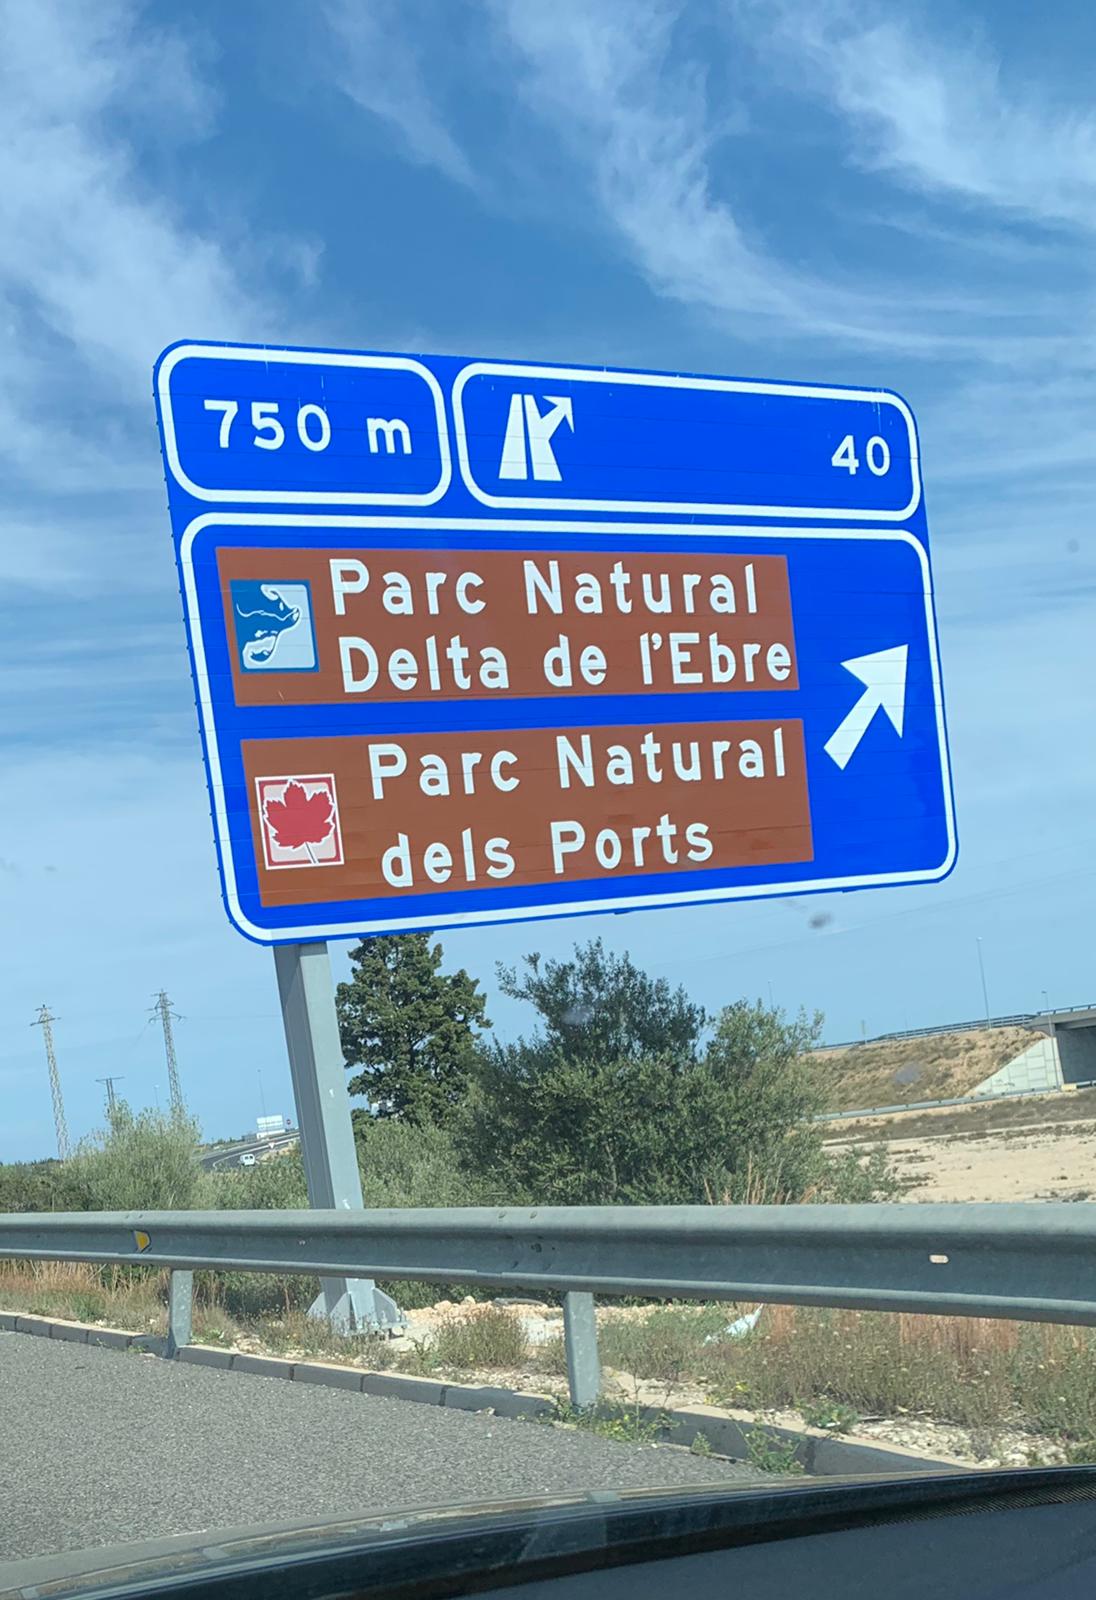 750 m
40
Parc Natural
Delta de l'Ebre
Parc Natural
dels Ports